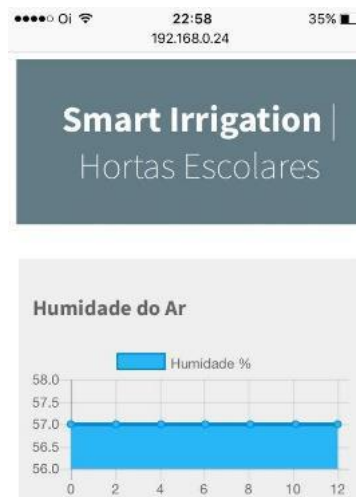 Oi 22:58 35%
192.168.0.24
Smart Irrigation |
Hortas Escolares
Humidade do Ar
Humidade %
58.0
57.5
57.0
56.5
56.0
0 2 4 6 8 10 12